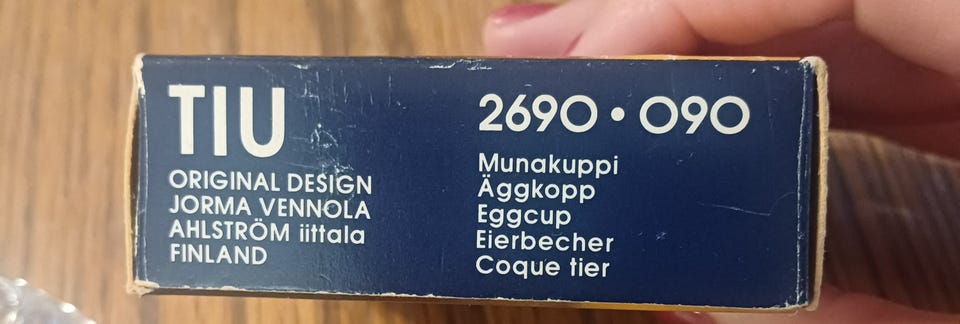 TIU
ORIGINAL DESIGN
JORMA VENNOLA
AHLSTRÖM iittala
FINLAND
2690 • 090
Munakuppi
Äggkopp
Eggcup
Eierbecher
Coque tier